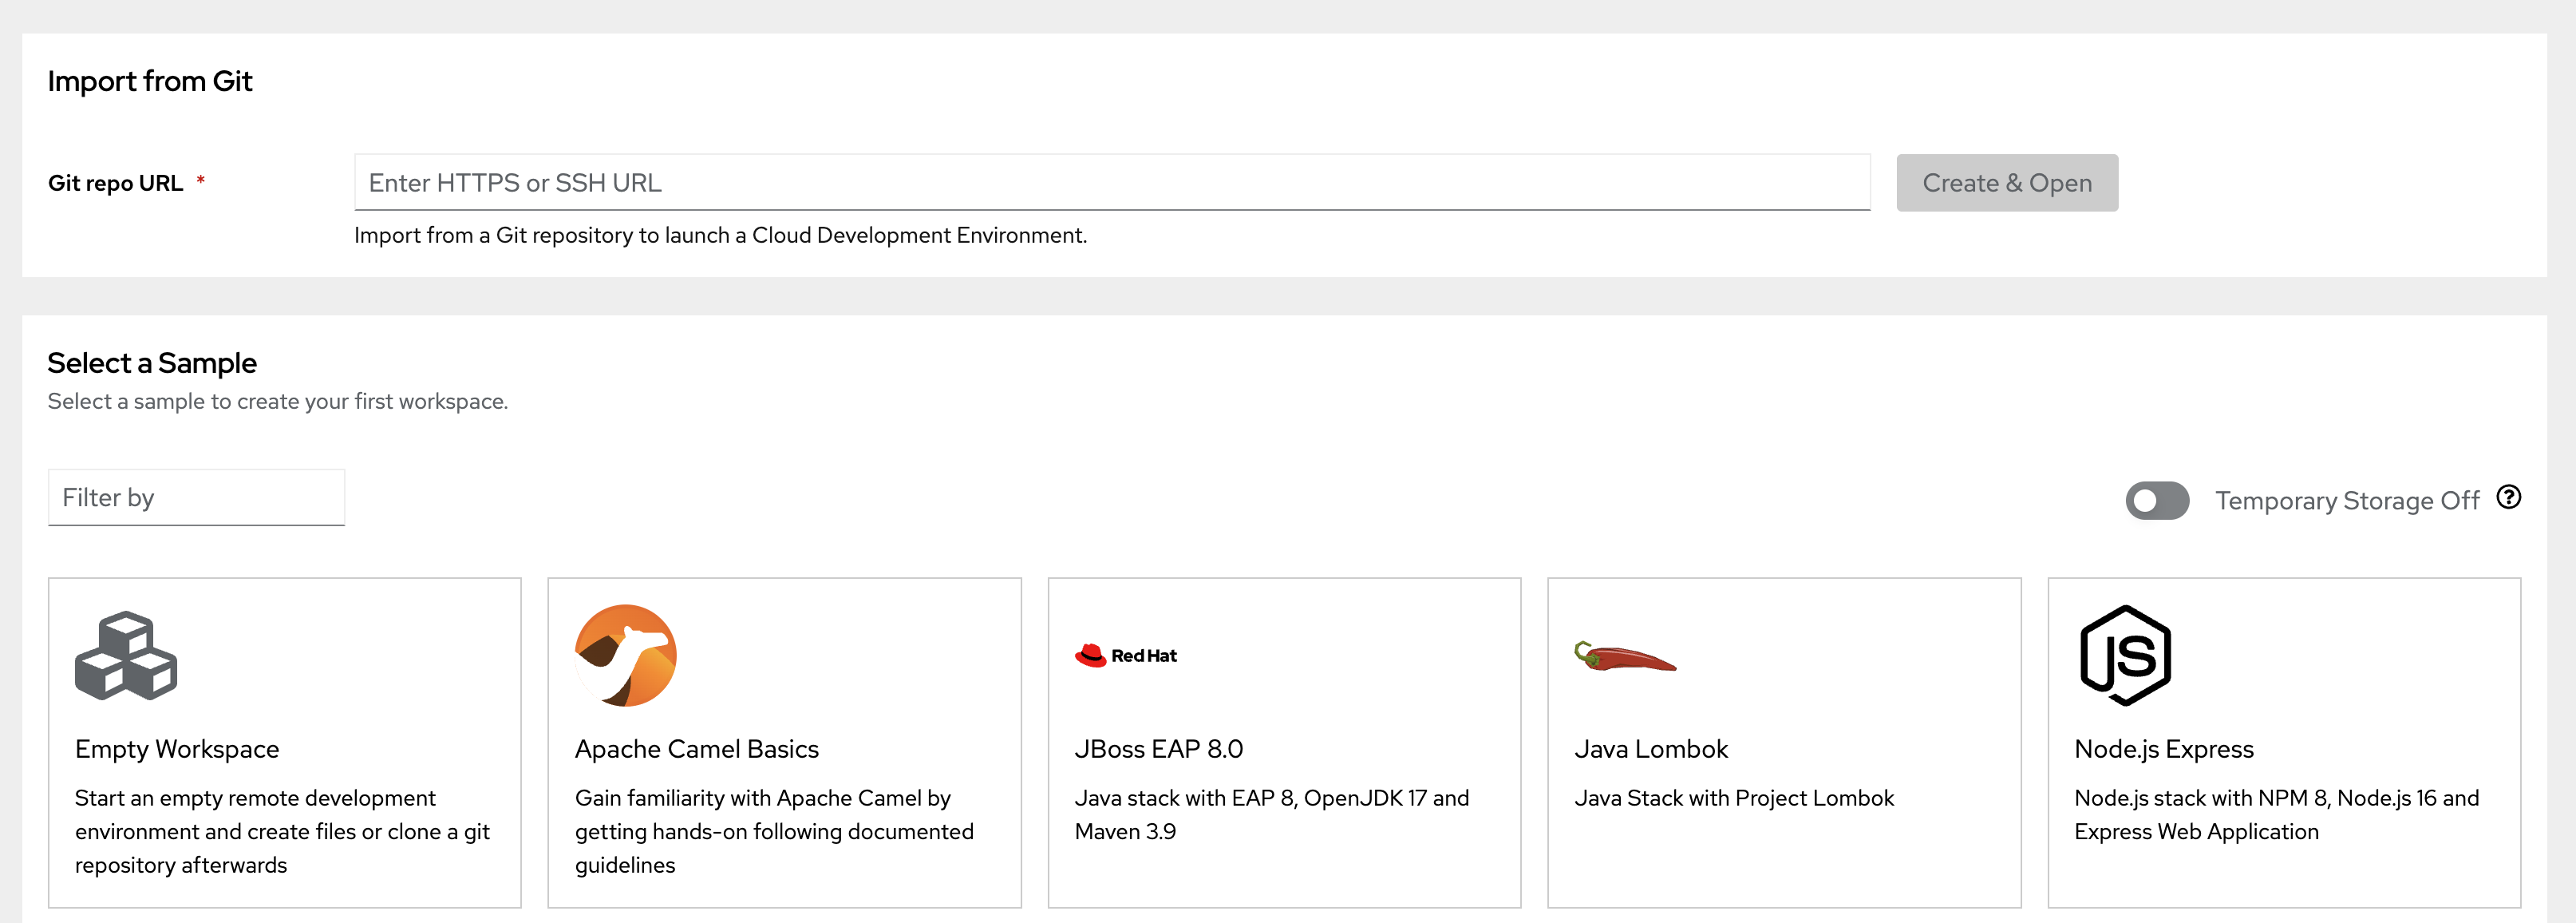 Import from Git
Git repo URL *
Enter HTTPS or SSH URL
Create & Open
Import from a Git repository to launch a Cloud Development Environment.
Select a Sample
Select a sample to create your first workspace.
Filter by
Temporary Storage Off
Empty Workspace
Start an empty remote development
environment and create files or clone a git
repository afterwards
Apache Camel Basics
Gain familiarity with Apache Camel by
getting hands-on following documented
guidelines
Red Hat
JBoss EAP 8.0
Java stack with EAP 8, OpenJDK 17 and
Maven 3.9
Java Lombok
Java Stack with Project Lombok
JS
Node.js Express
Node.js stack with NPM 8, Node.js 16 and
Express Web Application